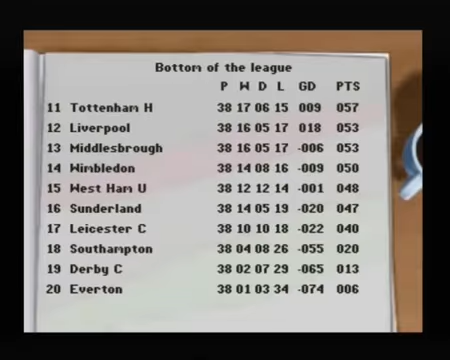 Bottom of the league
P W D L GD PTS
11 Tottenham H 38 17 06 15 009 057
12 Liverpool 38 16 05 17 018 053
13 Middlesbrough 38 16 05 17 -006 053
14 Wimbledon 38 14 08 16 -009 050
15 West Ham U 38 12 12 14 -001 048
16 Sunderland 38 14 05 19 -020 047
17 Leicester C 38 10 10 18 -022 040
18 Southampton 38 04 08 26 -055 020
19 Derby C 38 02 07 29 -065 013
20 Everton 38 01 03 34 -074 006